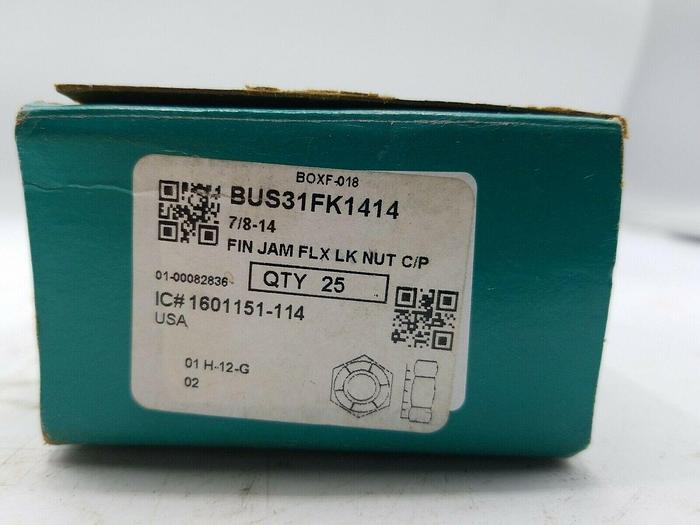 BOXF-018
BUS31FK1414
7/8-14
FIN JAM FLX LK NUT C/P
01-00082836
QTY 25
IC# 1601151-114
USA
01 H-12-G
02